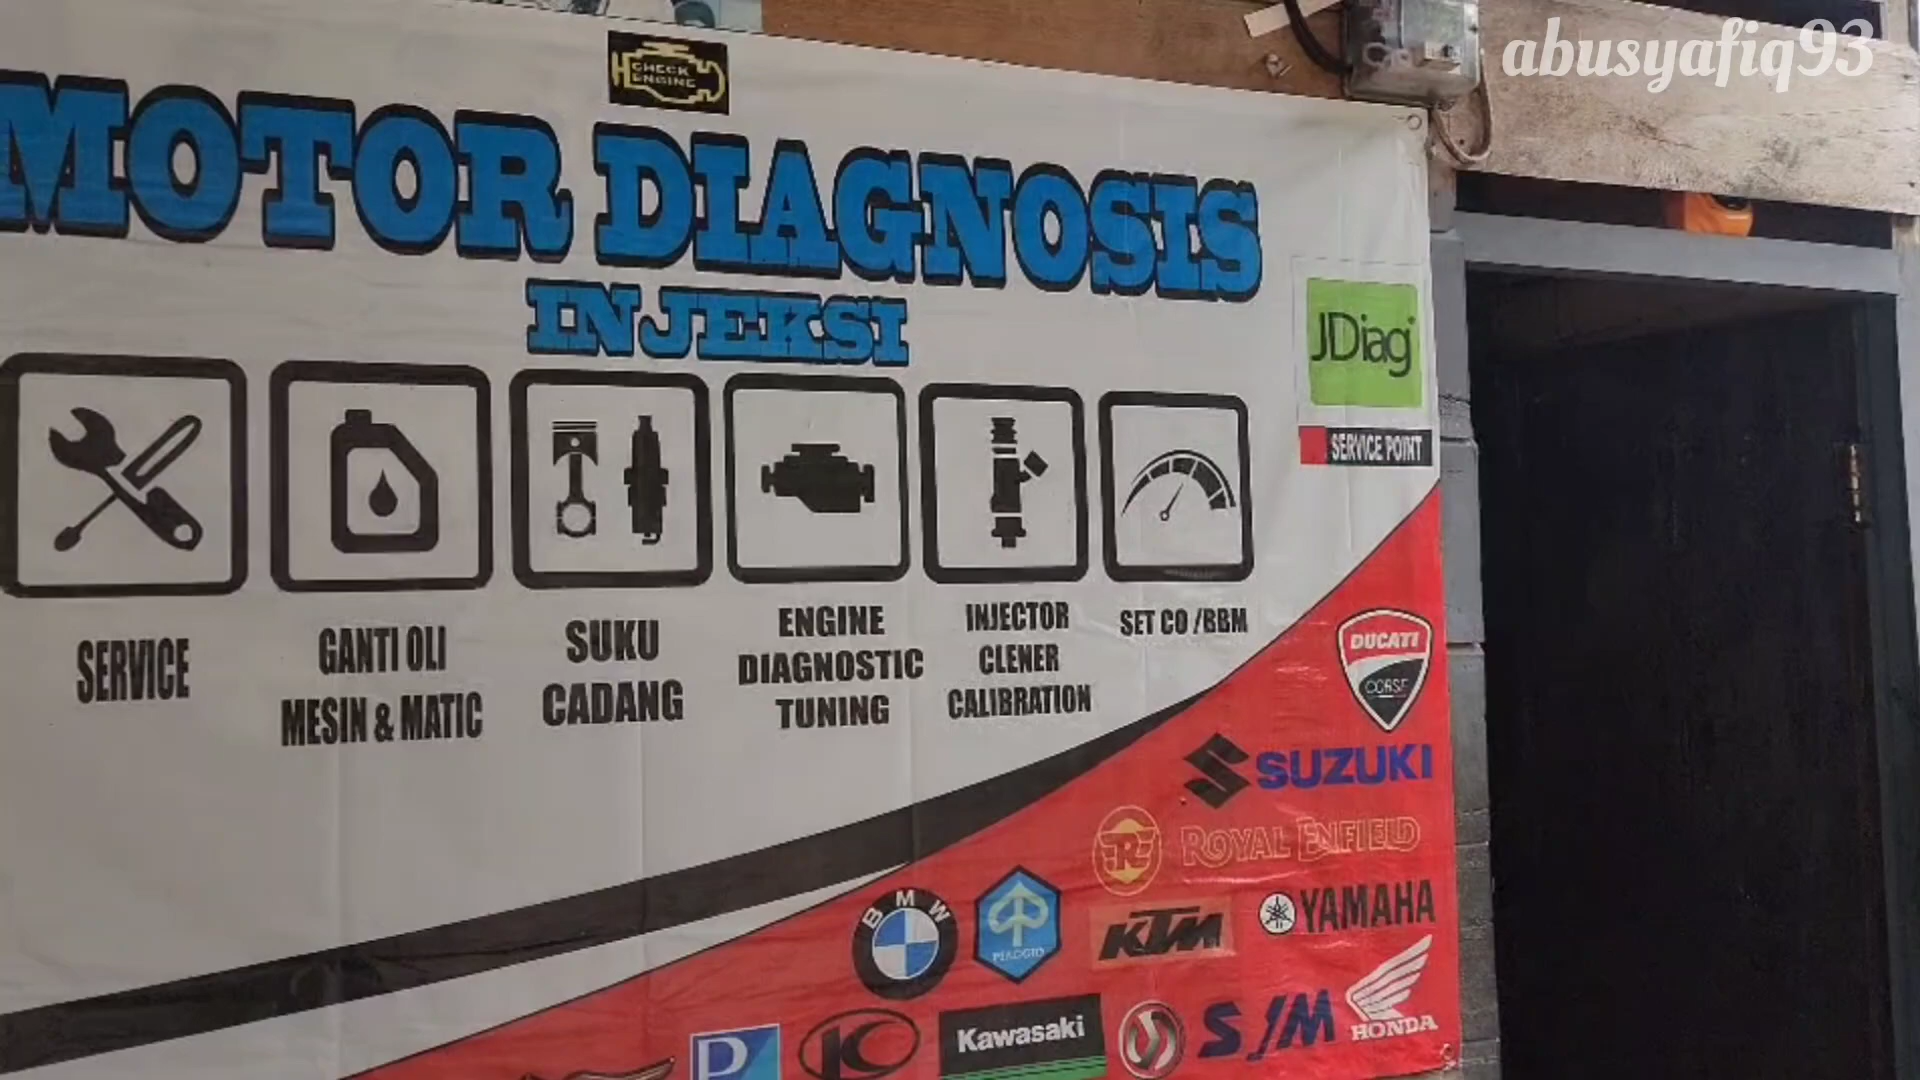 abusyafiq93
CHECK
ENGINE
MOTOR DIAGNOSIS
INJEKSI
JDiag
SERVICE POINT
SERVICE
GANTI OLI
MESIN & MATIC
SUKU
CADANG
ENGINE
DIAGNOSTIC
TUNING
INJECTOR
CLENER
CALIBRATION
SET CO /BBM
DUCATI
CORSE
SUZUKI
R ROYAL ENFIELD
BMW
PIAGGIO
KTM
YAMAHA
P
K
Kawasaki
SYM
HONDA